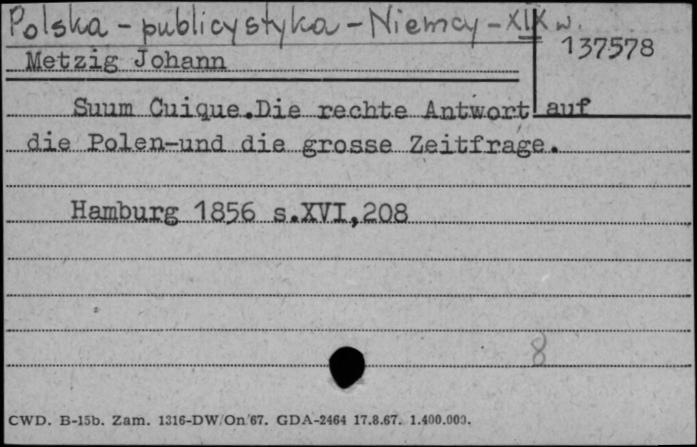 Polska - publicystyka - Niemcy - XIX w.
137578
Metzig Johann
Suum Cuique.Die rechte Antwort auf
die Polen-und die grosse Zeitfrage.
Hamburg 1856 s.XVI,208
8
CWD. B-15b. Zam. 1316-DW/On/67. GDA-2464 17.8.67. 1.400.000.